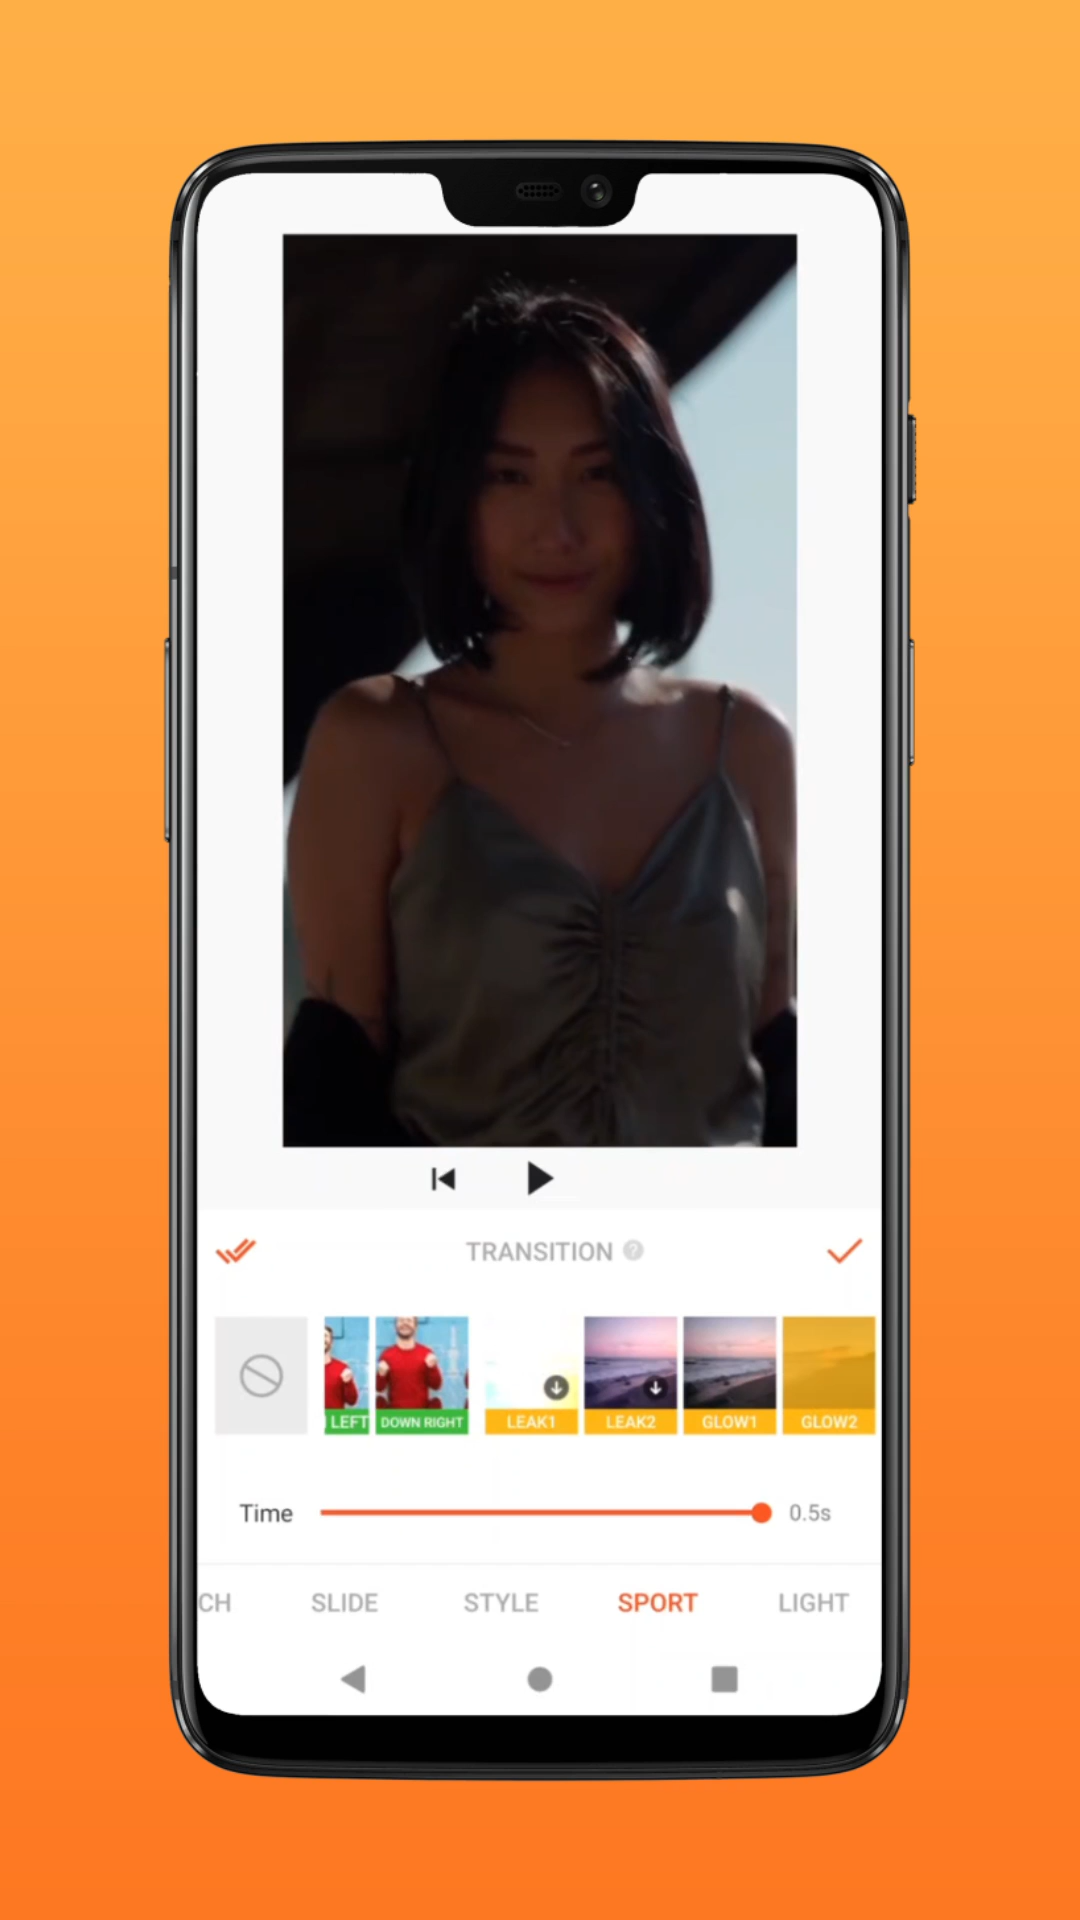 TRANSITION ?
LEFT DOWN RIGHT LEAK1 LEAK2 GLOW1 GLOW2
Time 0.5s
CH SLIDE STYLE SPORT LIGHT